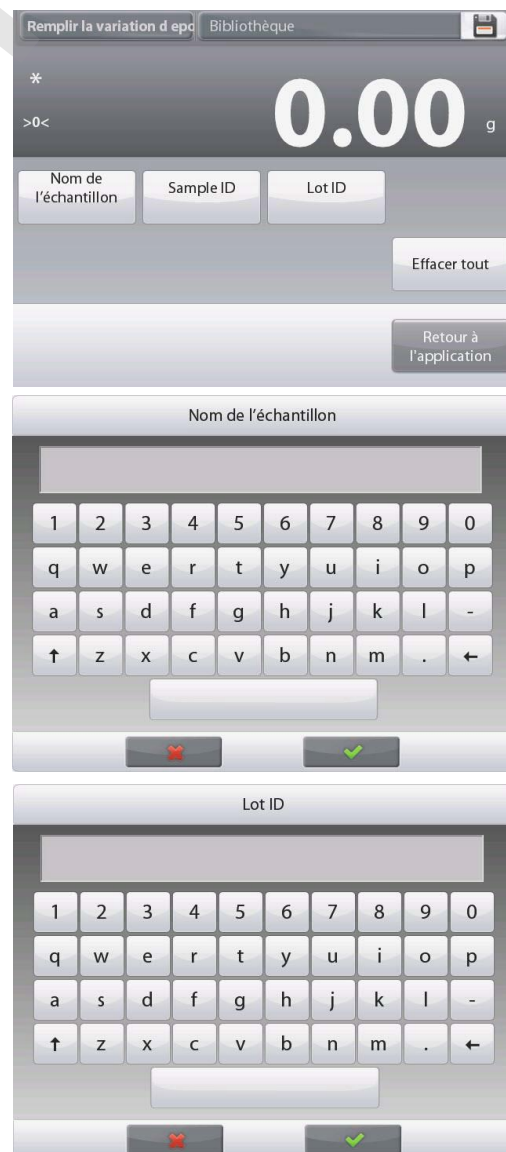 Remplir la variation d epo Bibliothèque
*
>0< 0.00 g
Nom de
l'échantillon Sample ID Lot ID
Effacer tout
Retour à
l'application
Nom de l'échantillon
1 2 3 4 5 6 7 8 9 0
q w e r t y u i o p
a s d f g h j k l -
↑ z x c v b n m . ←
Lot ID
1 2 3 4 5 6 7 8 9 0
q w e r t y u i o p
a s d f g h j k l -
↑ z x c v b n m . ←